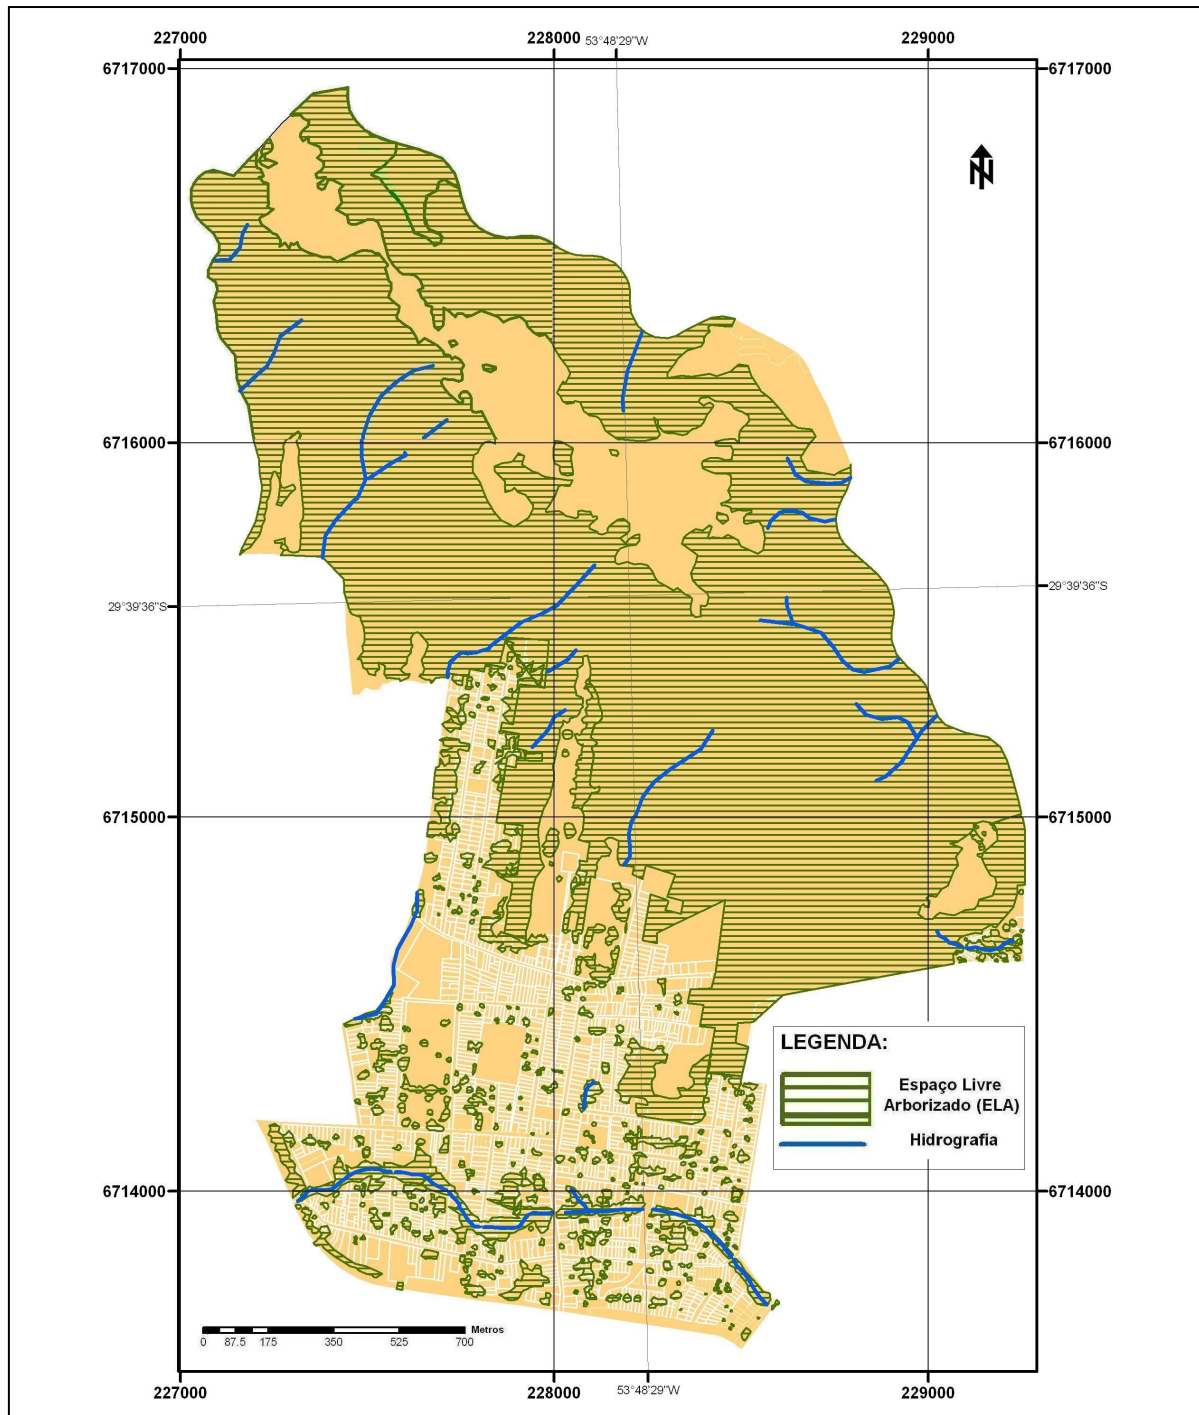 227000 228000 53°48'29"W 229000
6717000 6717000
N
6716000 6716000
29°39'36"S 29°39'36"S
6715000 6715000
LEGENDA:
Espaço Livre
Arborizado (ELA)
Hidrografia
6714000 6714000
Metros
0 87.5 175 350 525 700
227000 228000 53°48'29"W 229000